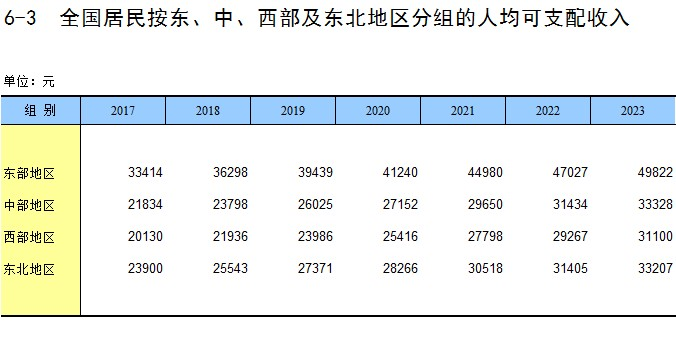 6-3 全国居民按东、中、西部及东北地区分组的人均可支配收入
单位：元
组 别 2017 2018 2019 2020 2021 2022 2023
东部地区 33414 36298 39439 41240 44980 47027 49822
中部地区 21834 23798 26025 27152 29650 31434 33328
西部地区 20130 21936 23986 25416 27798 29267 31100
东北地区 23900 25543 27371 28266 30518 31405 33207